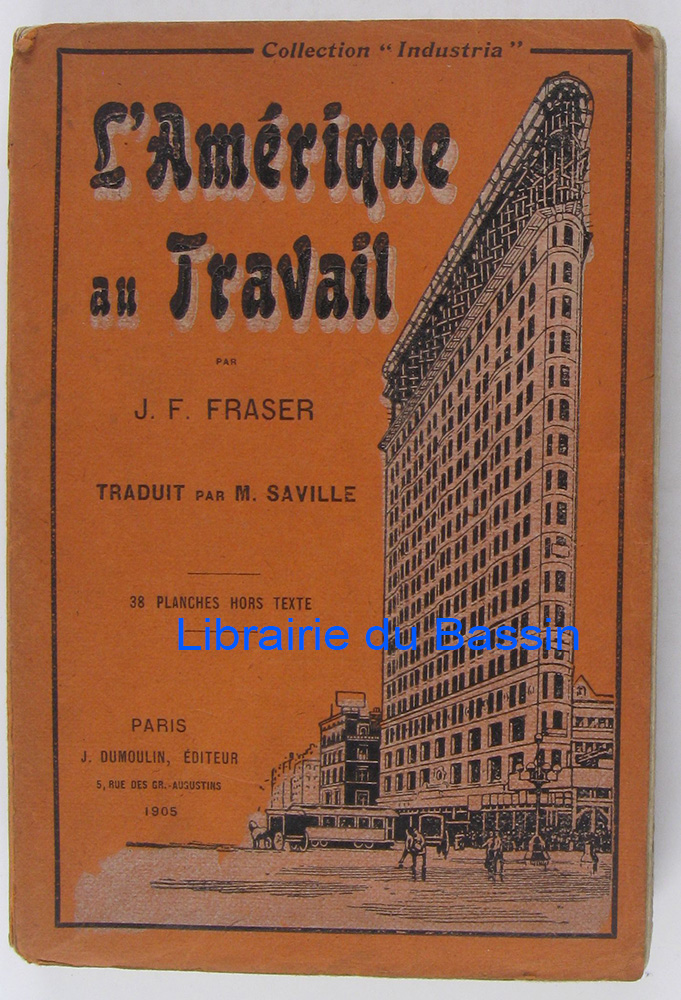 Collection "Industria"
L'Amérique
au Travail
PAR
J. F. FRASER
TRADUIT PAR M. SAVILLE
38 PLANCHES HORS TEXTE
Librairie du Bassin
PARIS
J. DUMOULIN, ÉDITEUR
5, RUE DES GR.-AUGUSTINS
1905